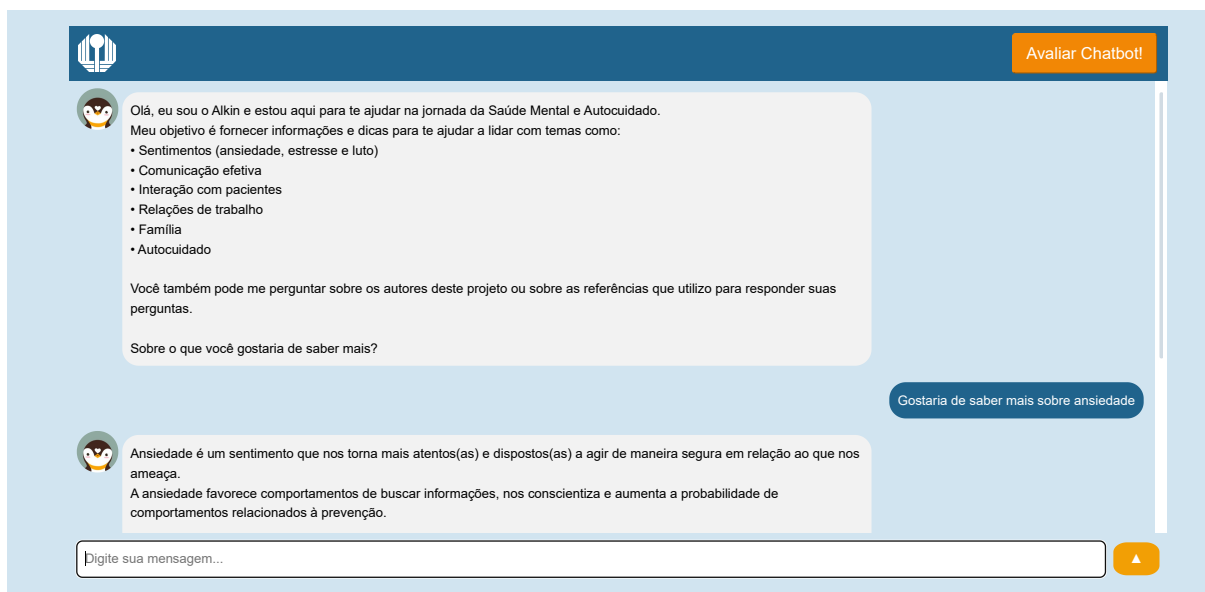 Avaliar Chatbot!
Olá, eu sou o Alkin e estou aqui para te ajudar na jornada da Saúde Mental e Autocuidado.
Meu objetivo é fornecer informações e dicas para te ajudar a lidar com temas como:
• Sentimentos (ansiedade, estresse e luto)
• Comunicação efetiva
• Interação com pacientes
• Relações de trabalho
• Família
• Autocuidado
Você também pode me perguntar sobre os autores deste projeto ou sobre as referências que utilizo para responder suas
perguntas.
Sobre o que você gostaria de saber mais?
Gostaria de saber mais sobre ansiedade
Ansiedade é um sentimento que nos torna mais atentos(as) e dispostos(as) a agir de maneira segura em relação ao que nos
ameaça.
A ansiedade favorece comportamentos de buscar informações, nos conscientiza e aumenta a probabilidade de
comportamentos relacionados à prevenção.
Digite sua mensagem...